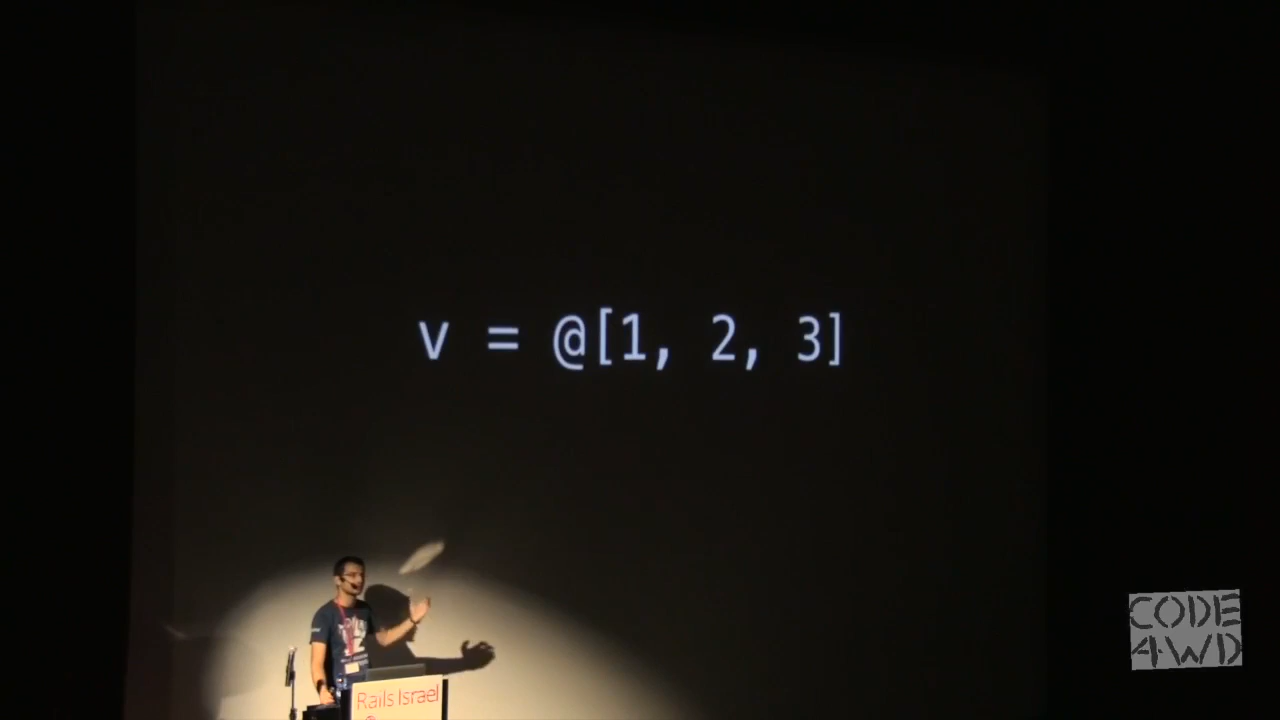 v = @[1, 2, 3]
CODE
4WD
Rails Israel